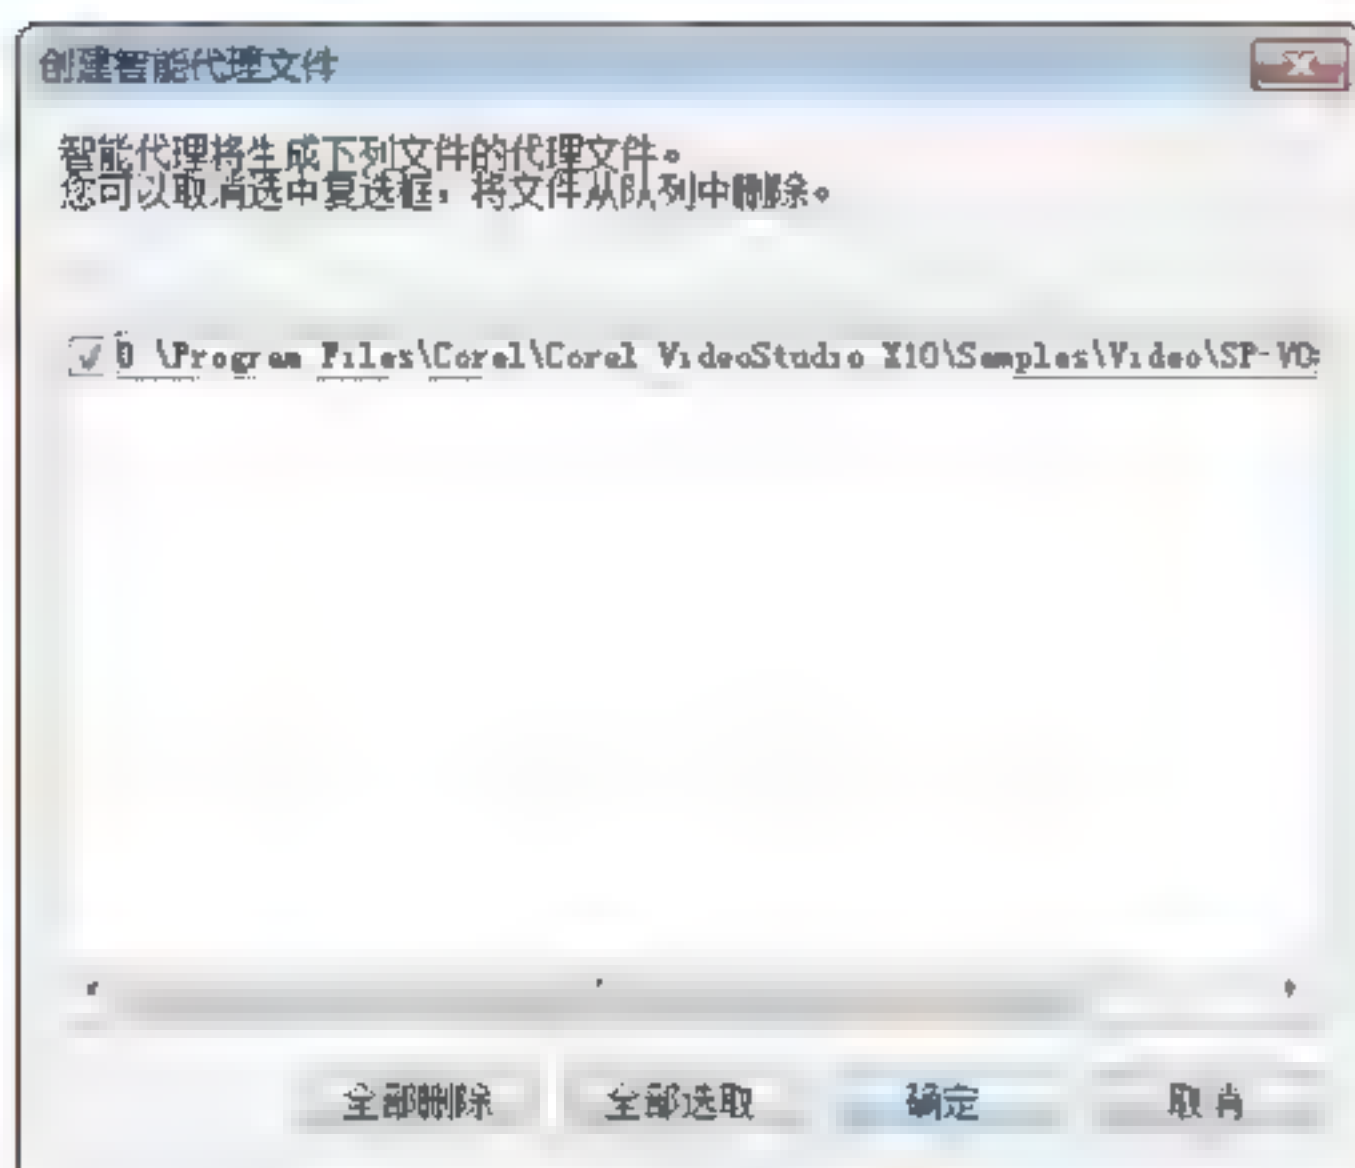 创建智能代理文件
智能代理将生成下列文件的代理文件。
您可以取消选中复选框，将文件从队列中删除。
\Program Files\Corel\Corel VideoStudio X10\Samples\Video\SP-V0
全部删除 全部选取 确定 取消